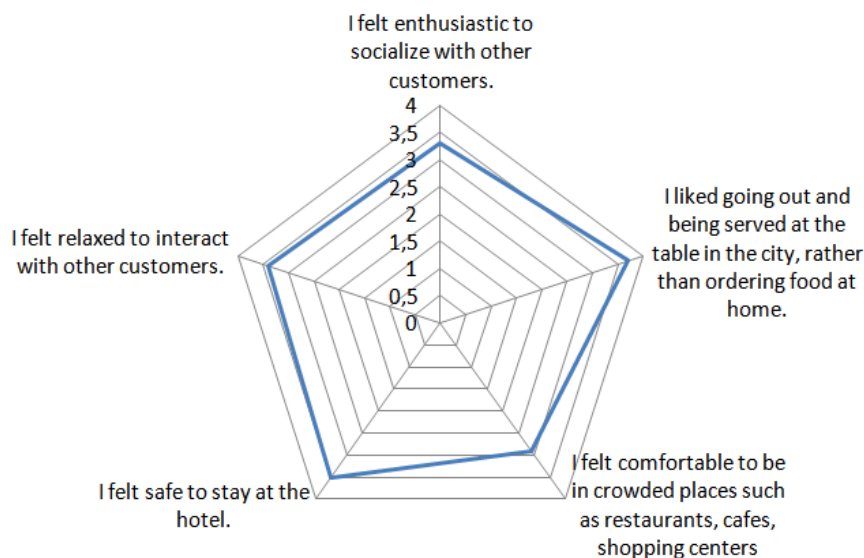 I felt enthusiastic to
socialize with other
customers.
4
3,5
3
2,5
2
1,5
1
0,5
0
I liked going out and
being served at the
table in the city, rather
than ordering food at
home.
I felt comfortable to be
in crowded places such
as restaurants, cafes,
shopping centers
I felt safe to stay at the
hotel.
I felt relaxed to interact
with other customers.